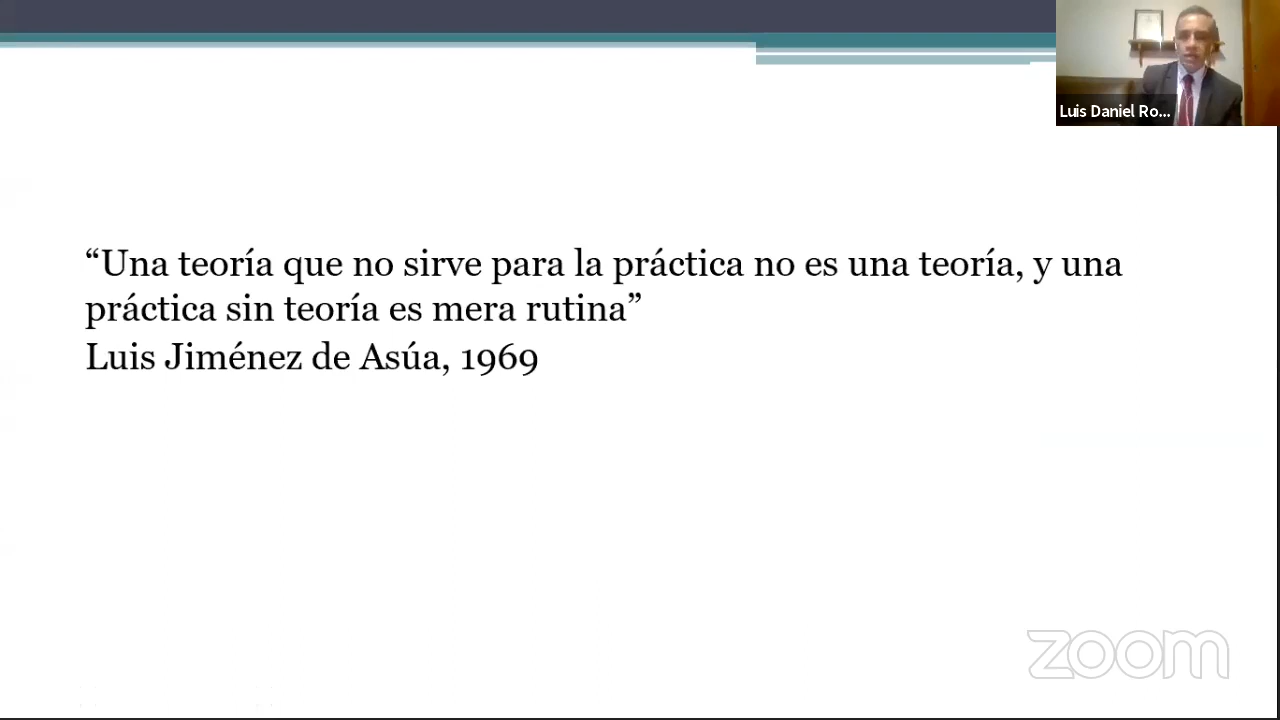 Luis Daniel Ro...
“Una teoría que no sirve para la práctica no es una teoría, y una
práctica sin teoría es mera rutina”
Luis Jiménez de Asúa, 1969
zoom